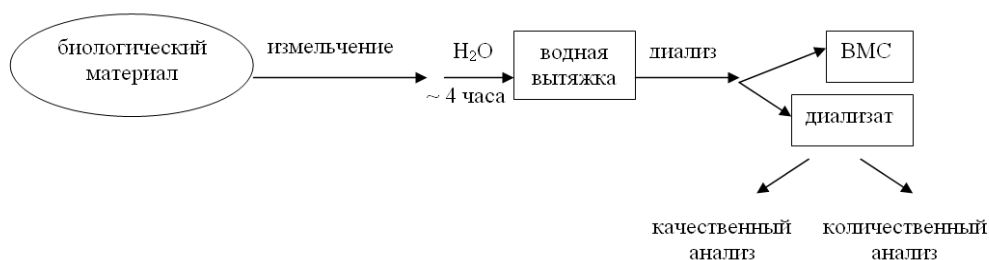 биологический
материал
измельчение
H₂O
~ 4 часа
водная
вытяжка
диализ
ВМС
диализат
качественный
анализ
количественный
анализ